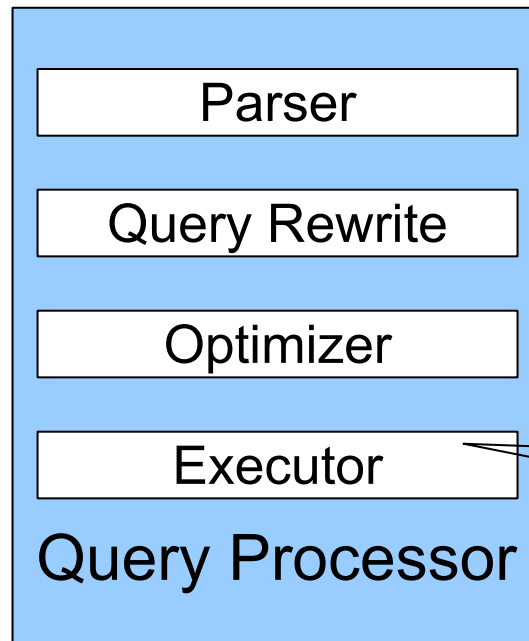 Parser
Query Rewrite
Optimizer
Executor
Query Processor